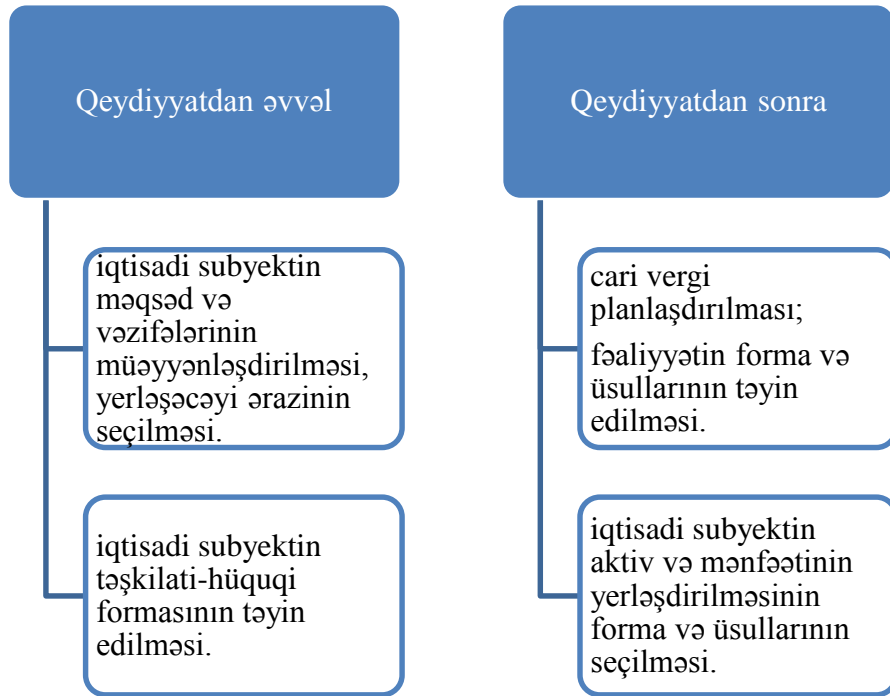 Qeydiyyatdan əvvəl
iqtisadi subyektin
məqsəd və
vəzifələrinin
müəyyənləşdirilməsi,
yerləşəcəyi ərazinin
seçilməsi.
iqtisadi subyektin
təşkilati-hüquqi
formasının təyin
edilməsi.
Qeydiyyatdan sonra
cari vergi
planlaşdırılması;
fəaliyyətin forma və
üsullarının təyin
edilməsi.
iqtisadi subyektin
aktiv və mənfəətinin
yerləşdirilməsinin
forma və üsullarının
seçilməsi.